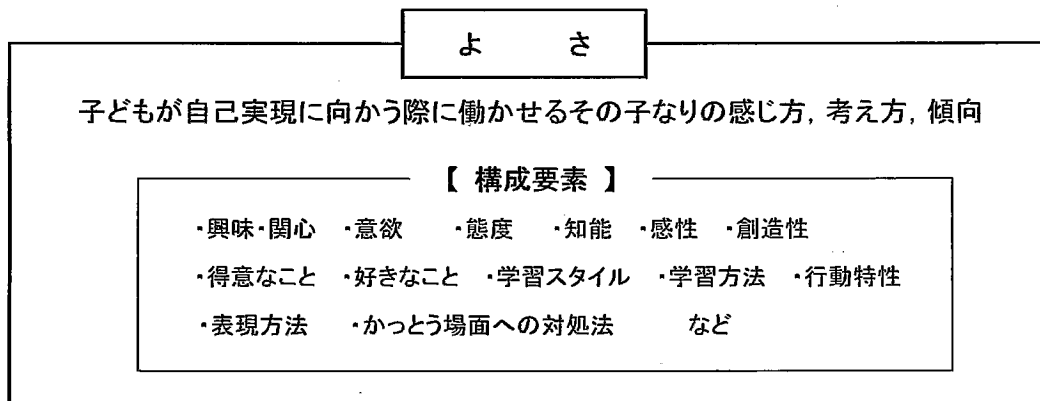 よさ
子どもが自己実現に向かう際に働かせるその子なりの感じ方，考え方，傾向
【 構成要素 】
・興味・関心 ・意欲 ・態度 ・知能 ・感性 ・創造性
・得意なこと ・好きなこと ・学習スタイル ・学習方法 ・行動特性
・表現方法 ・かっとう場面への対処法 など